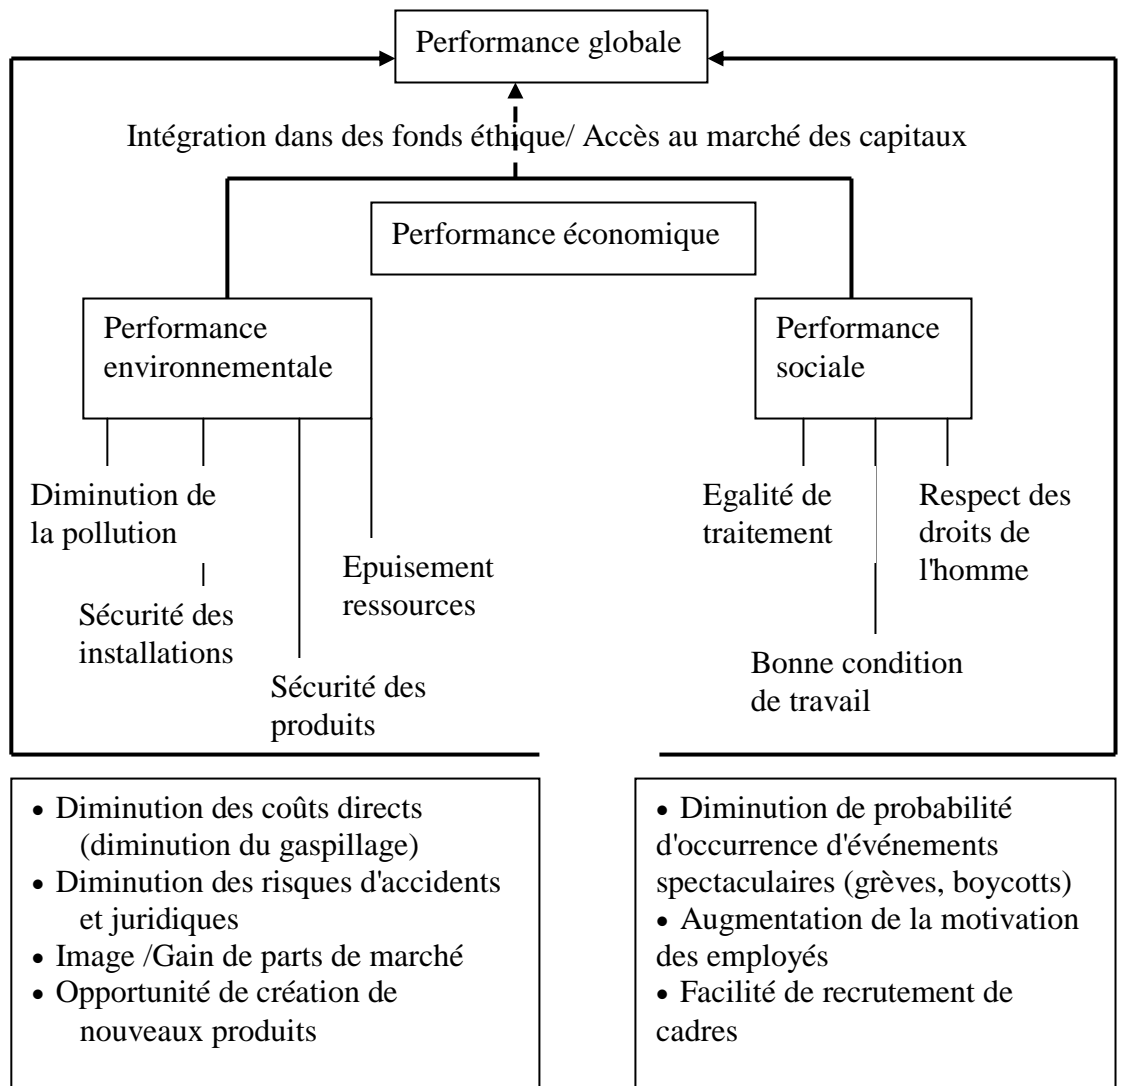 Performance globale
Intégration dans des fonds éthique/ Accès au marché des capitaux
Performance économique
Performance
environnementale
Performance
sociale
Diminution de
la pollution
Sécurité des
installations
Sécurité des
produits
Epuisement
ressources
Egalité de
traitement
Bonne condition
de travail
Respect des
droits de
l'homme
• Diminution des coûts directs
(diminution du gaspillage)
• Diminution des risques d'accidents
et juridiques
• Image /Gain de parts de marché
• Opportunité de création de
nouveaux produits
• Diminution de probabilité
d'occurrence d'événements
spectaculaires (grèves, boycotts)
• Augmentation de la motivation
des employés
• Facilité de recrutement de
cadres